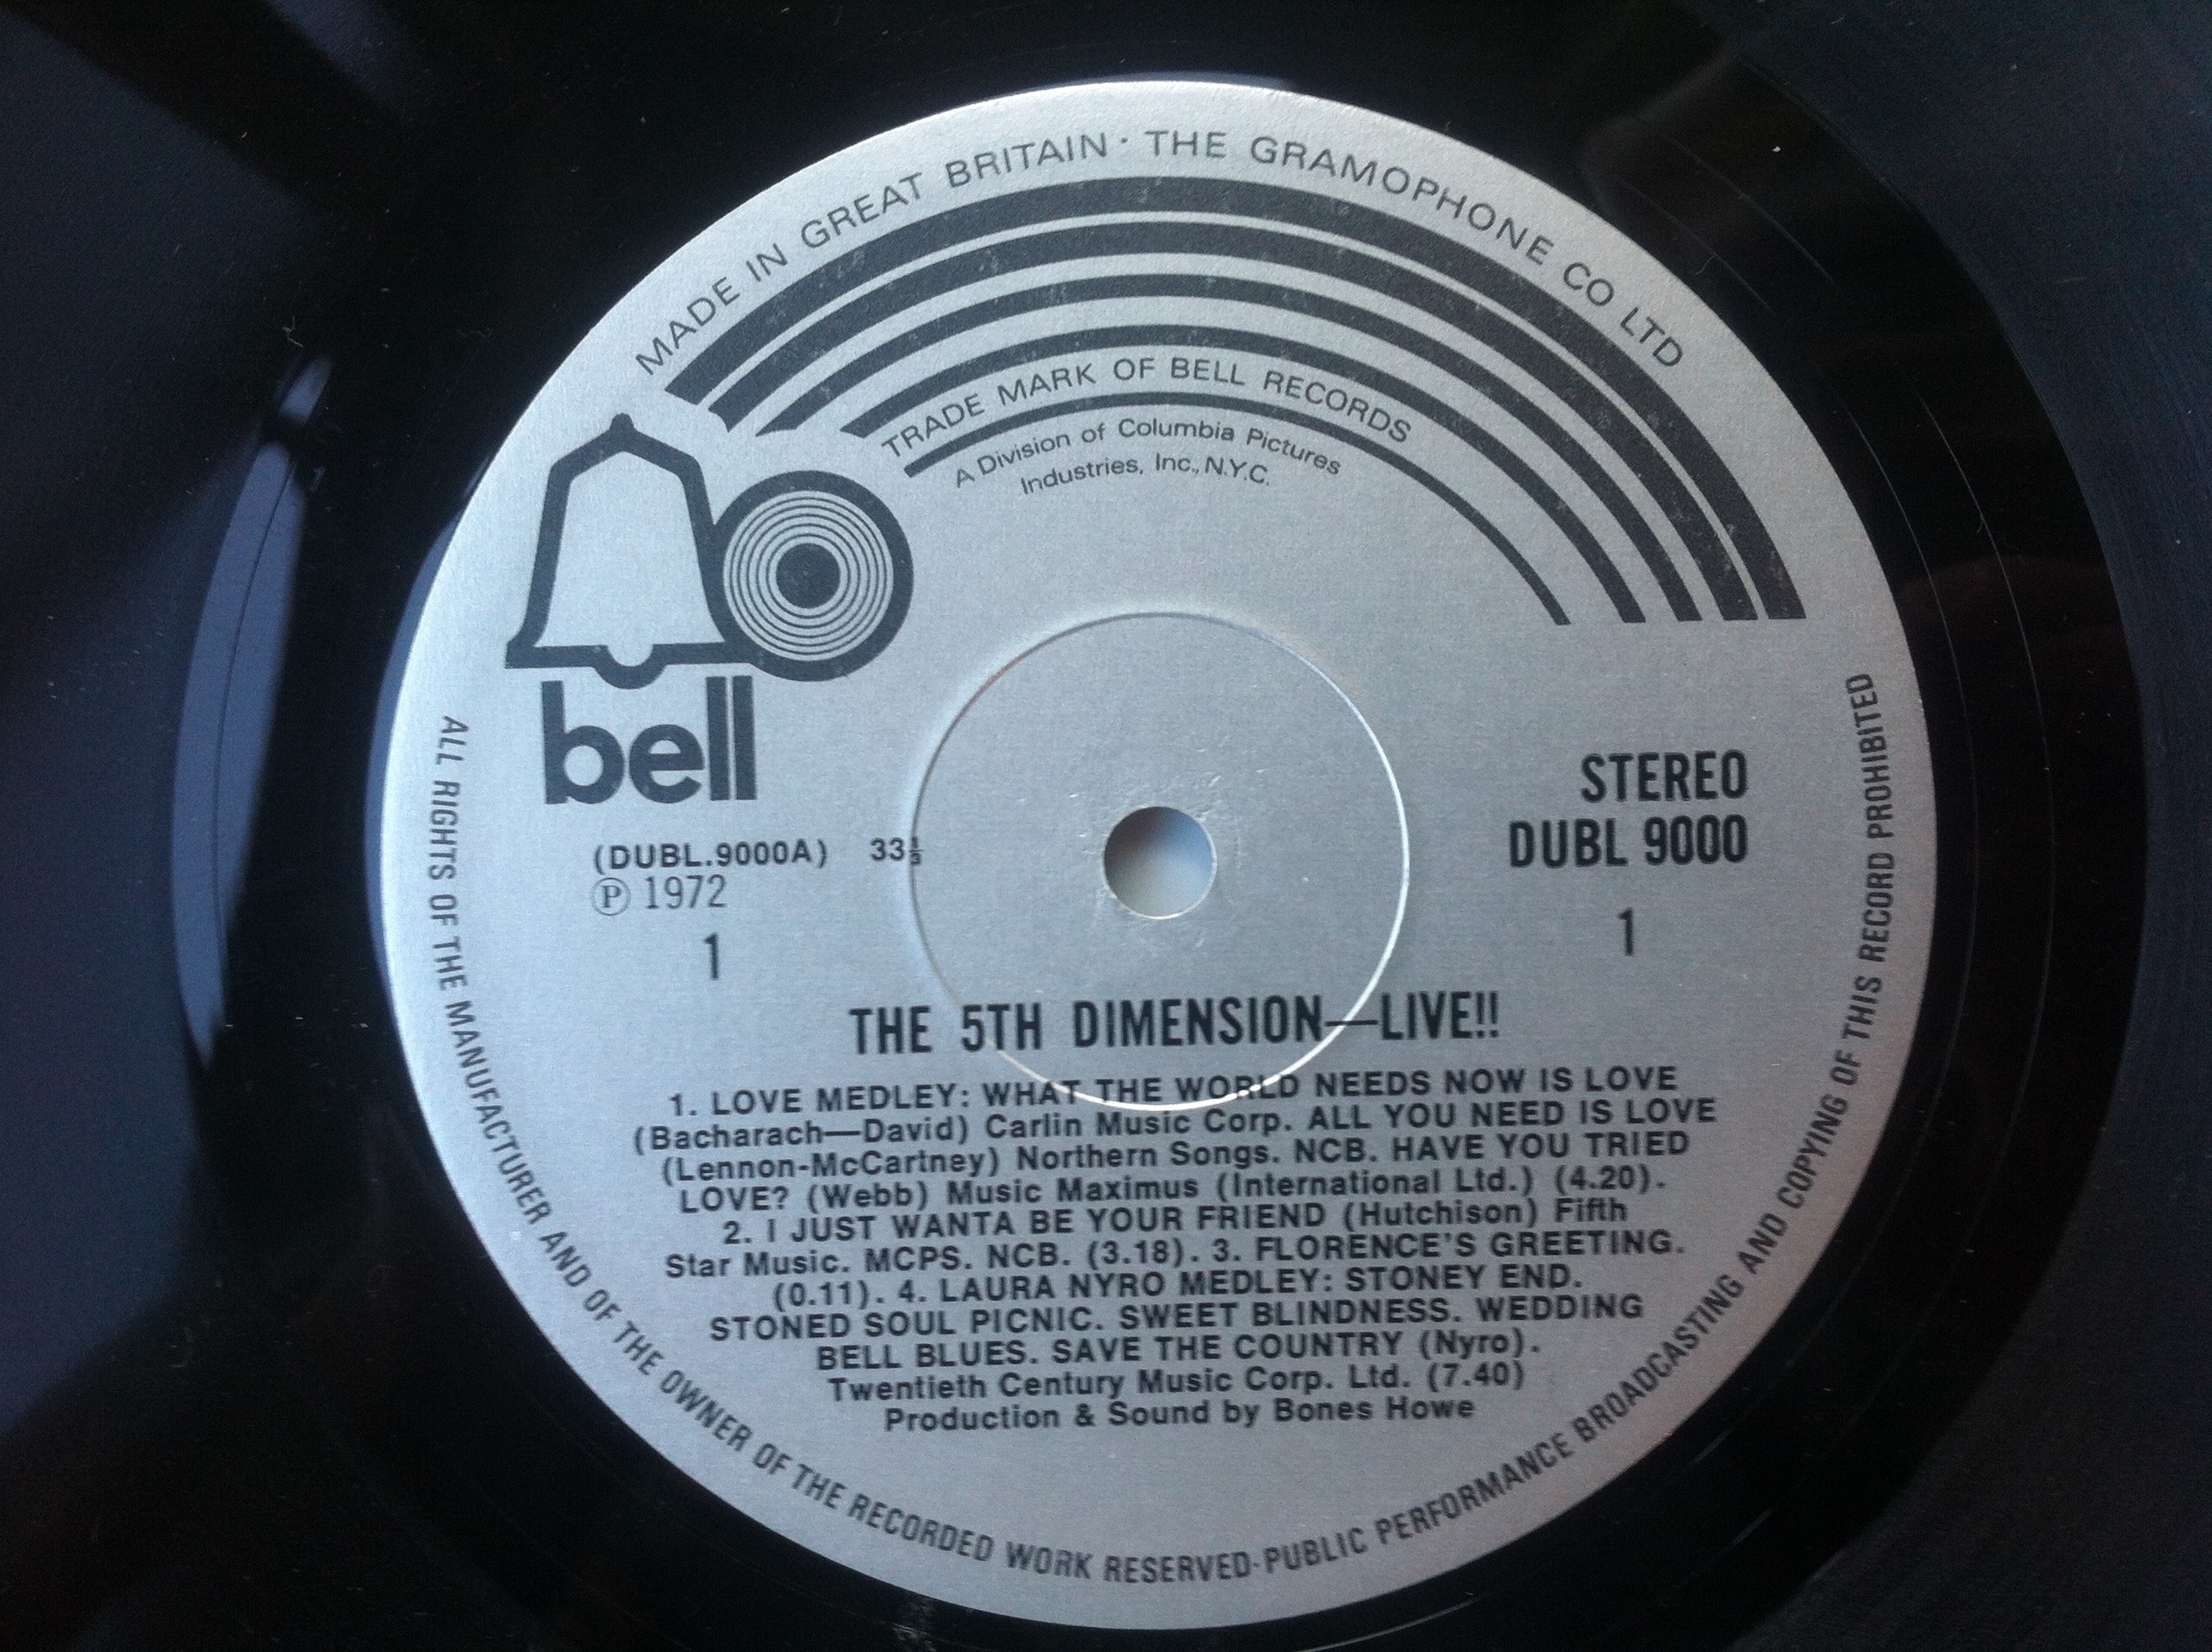 MADE IN GREAT BRITAIN · THE GRAMOPHONE CO LTD
TRADE MARK OF BELL RECORDS
A Division of Columbia Pictures
Industries, Inc., N.Y.C.
bell
STEREO
DUBL 9000
(DUBL.9000A) 33⅓
Ⓟ 1972
1
1
THE 5TH DIMENSION—LIVE!!
1. LOVE MEDLEY: WHAT THE WORLD NEEDS NOW IS LOVE
(Bacharach—David) Carlin Music Corp. ALL YOU NEED IS LOVE
(Lennon-McCartney) Northern Songs. NCB. HAVE YOU TRIED
LOVE? (Webb) Music Maximus (International Ltd.) (4.20).
2. I JUST WANTA BE YOUR FRIEND (Hutchison) Fifth
Star Music. MCPS. NCB. (3.18). 3. FLORENCE'S GREETING.
(0.11). 4. LAURA NYRO MEDLEY: STONEY END.
STONED SOUL PICNIC. SWEET BLINDNESS. WEDDING
BELL BLUES. SAVE THE COUNTRY (Nyro).
Twentieth Century Music Corp. Ltd. (7.40)
Production & Sound by Bones Howe
ALL RIGHTS OF THE MANUFACTURER AND OF THE OWNER OF THE RECORDED WORK RESERVED·PUBLIC PERFORMANCE BROADCASTING AND COPYING OF THIS RECORD PROHIBITED